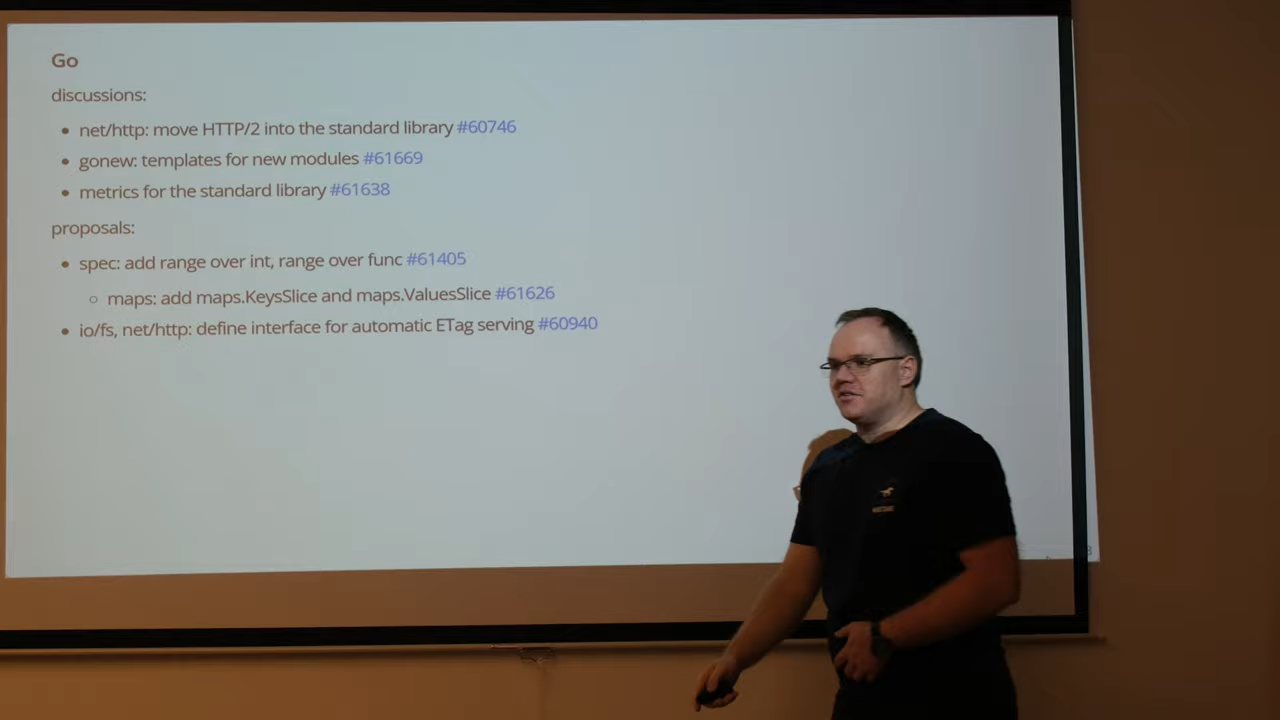 Go
discussions:
• net/http: move HTTP/2 into the standard library #60746
• gonew: templates for new modules #61669
• metrics for the standard library #61638
proposals:
• spec: add range over int, range over func #61405
○ maps: add maps.KeysSlice and maps.ValuesSlice #61626
• io/fs, net/http: define interface for automatic ETag serving #60940